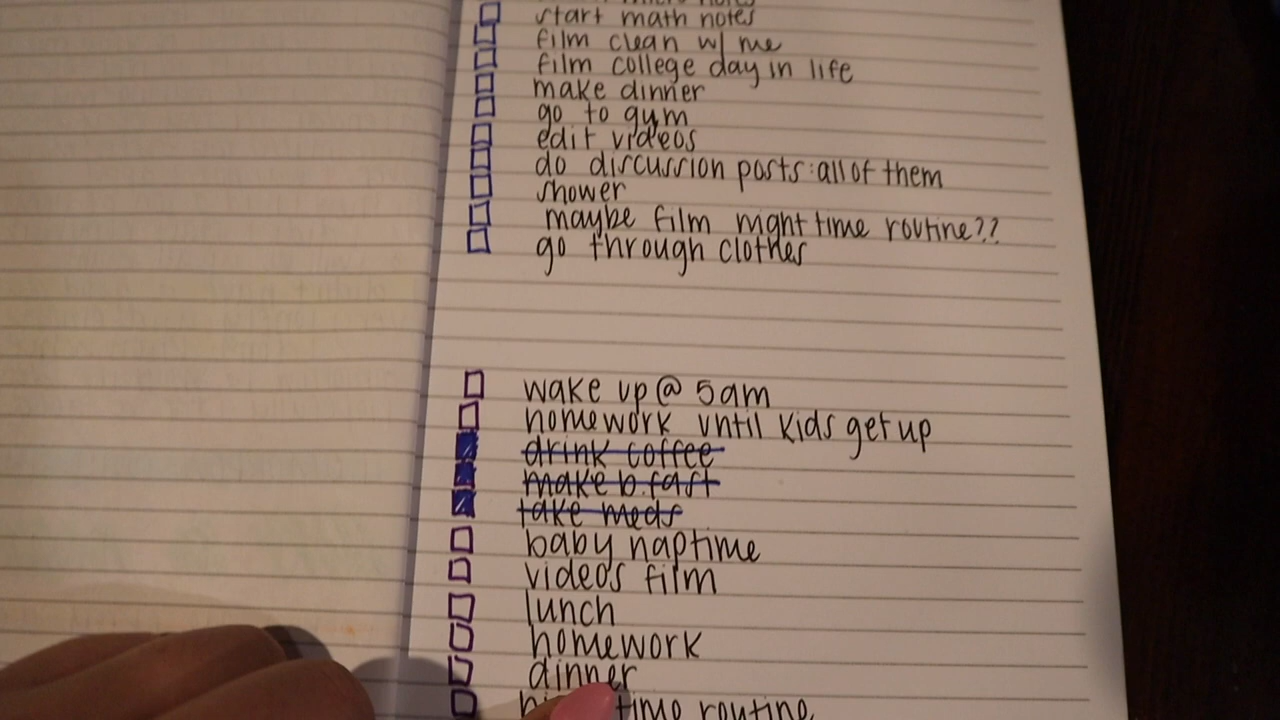 start math notes
film clean w/ me
film college day in life
make dinner
go to gym
edit videos
do discussion posts: all of them
shower
maybe film night time routine??
go through clothes
wake up @ 5am
homework until kids get up
drink coffee
make b.fast
take meds
baby naptime
videos film
lunch
homework
dinner
time routine